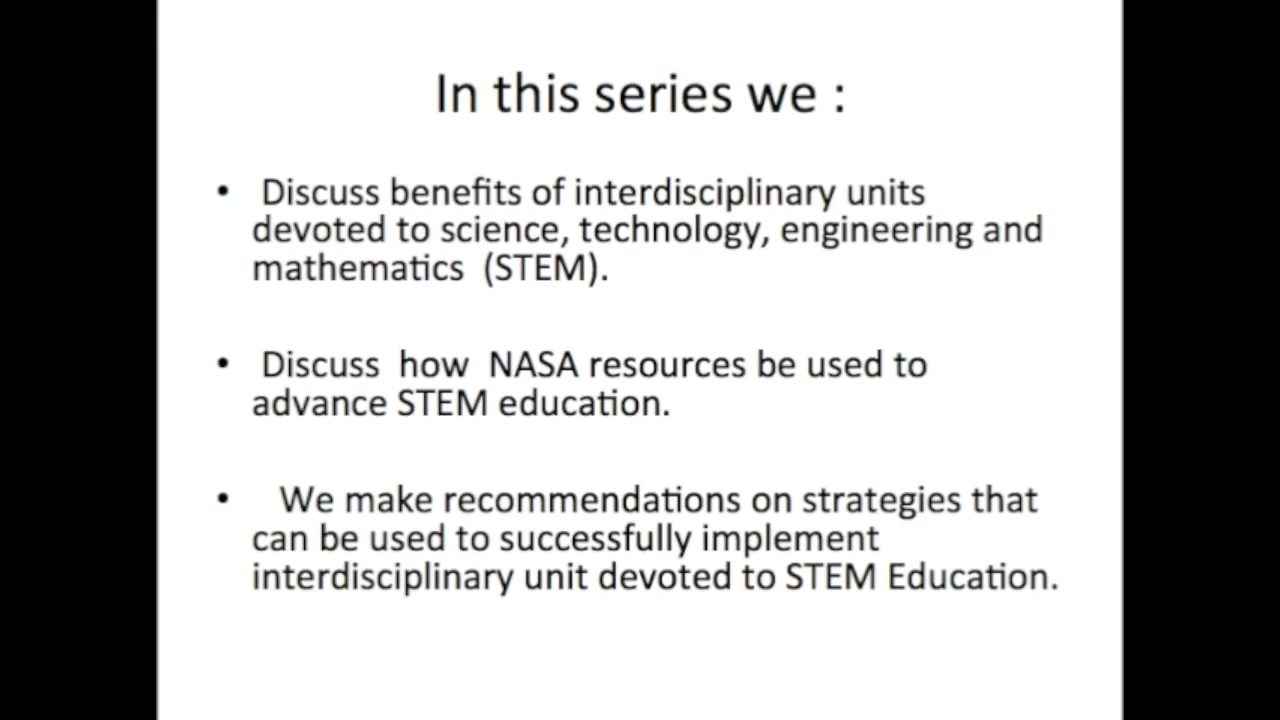 In this series we :
• Discuss benefits of interdisciplinary units
devoted to science, technology, engineering and
mathematics (STEM).
• Discuss how NASA resources be used to
advance STEM education.
• We make recommendations on strategies that
can be used to successfully implement
interdisciplinary unit devoted to STEM Education.